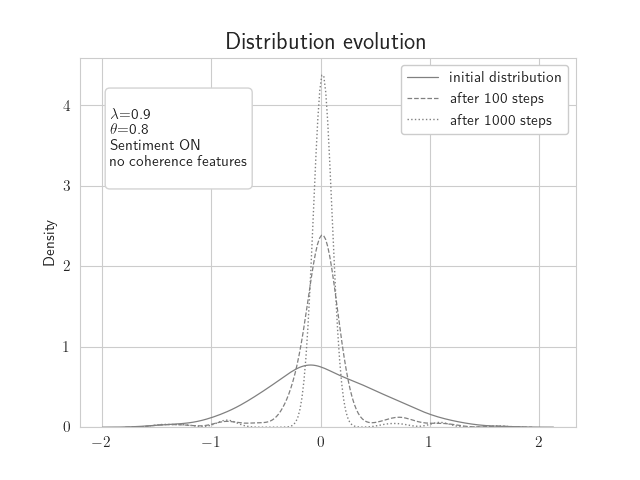 Distribution evolution
initial distribution
after 100 steps
after 1000 steps
λ=0.9
θ=0.8
Sentiment ON
no coherence features
Density
4
3
2
1
0
−2 −1 0 1 2